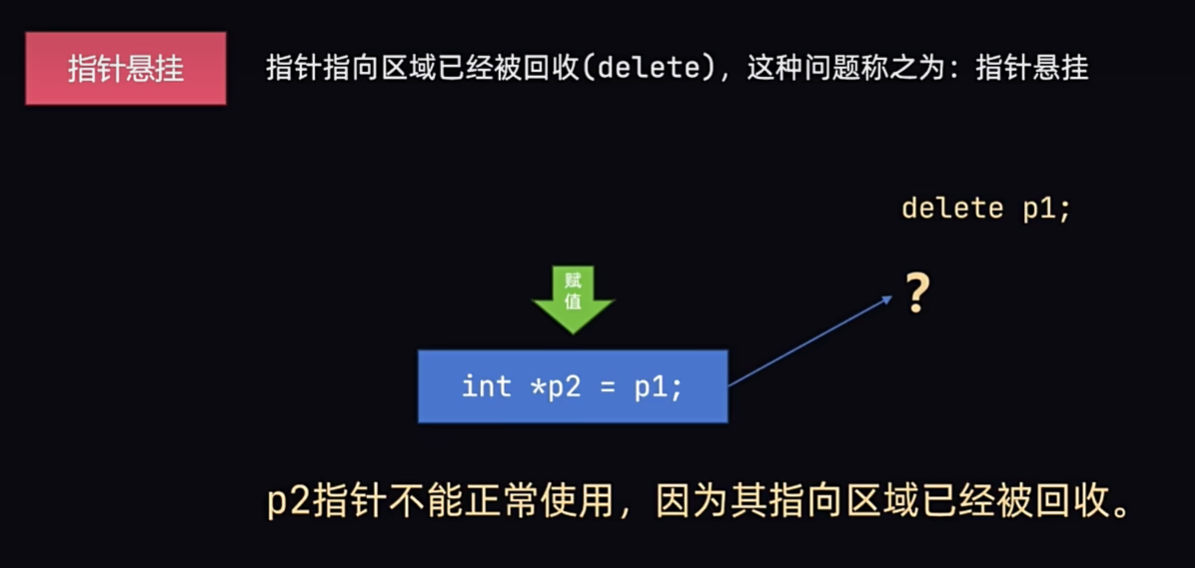 指针悬挂
指针指向区域已经被回收(delete)，这种问题称之为：指针悬挂
delete p1;
?
赋
值
int *p2 = p1;
p2指针不能正常使用，因为其指向区域已经被回收。